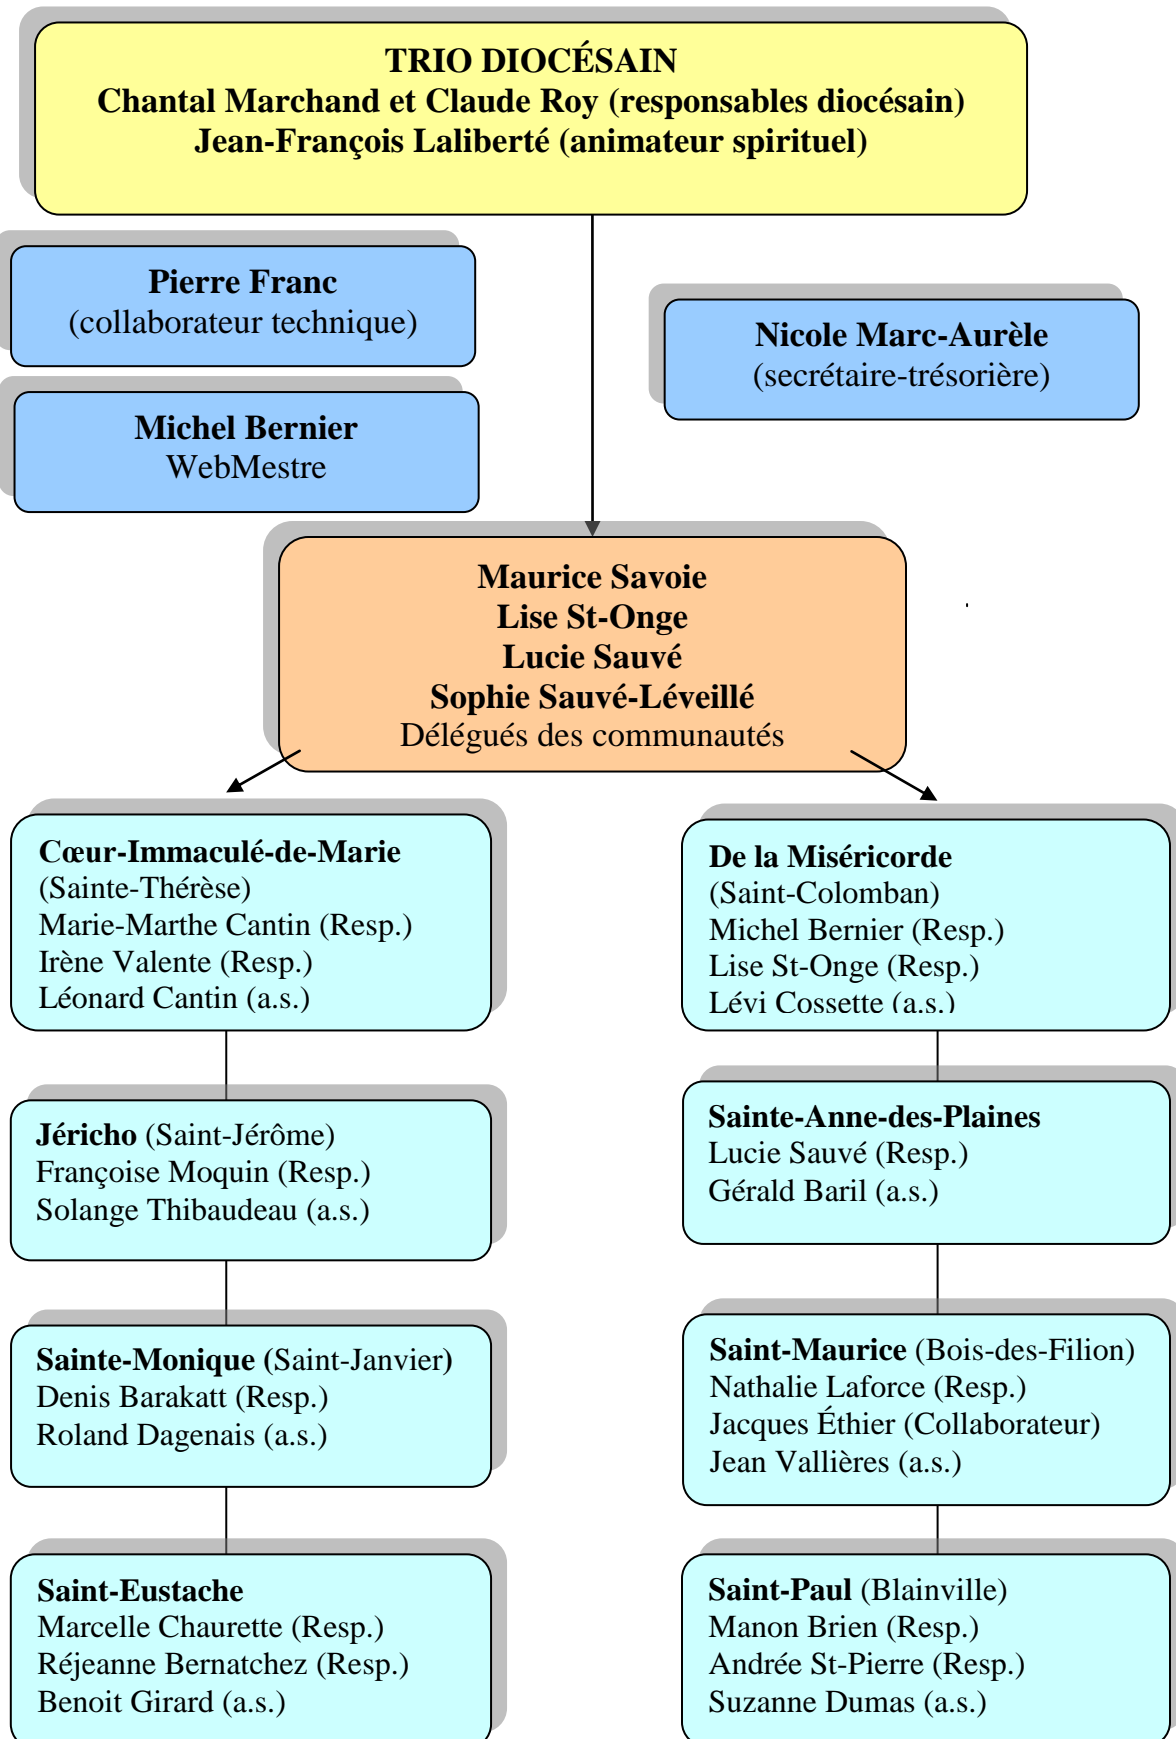 TRIO DIOCÉSAIN
Chantal Marchand et Claude Roy (responsables diocésain)
Jean-François Laliberté (animateur spirituel)
Pierre Franc
(collaborateur technique)
Nicole Marc-Aurèle
(secrétaire-trésorière)
Michel Bernier
WebMestre
Maurice Savoie
Lise St-Onge
Lucie Sauvé
Sophie Sauvé-Léveillé
Délégués des communautés
Cœur-Immaculé-de-Marie
(Sainte-Thérèse)
Marie-Marthe Cantin (Resp.)
Irène Valente (Resp.)
Léonard Cantin (a.s.)
De la Miséricorde
(Saint-Colomban)
Michel Bernier (Resp.)
Lise St-Onge (Resp.)
Lévi Cossette (a.s.)
Jéricho (Saint-Jérôme)
Françoise Moquin (Resp.)
Solange Thibaudeau (a.s.)
Sainte-Anne-des-Plaines
Lucie Sauvé (Resp.)
Gérald Baril (a.s.)
Sainte-Monique (Saint-Janvier)
Denis Barakatt (Resp.)
Roland Dagenais (a.s.)
Saint-Maurice (Bois-des-Filion)
Nathalie Laforce (Resp.)
Jacques Éthier (Collaborateur)
Jean Vallières (a.s.)
Saint-Eustache
Marcelle Chaurette (Resp.)
Réjeanne Bernatchez (Resp.)
Benoit Girard (a.s.)
Saint-Paul (Blainville)
Manon Brien (Resp.)
Andrée St-Pierre (Resp.)
Suzanne Dumas (a.s.)